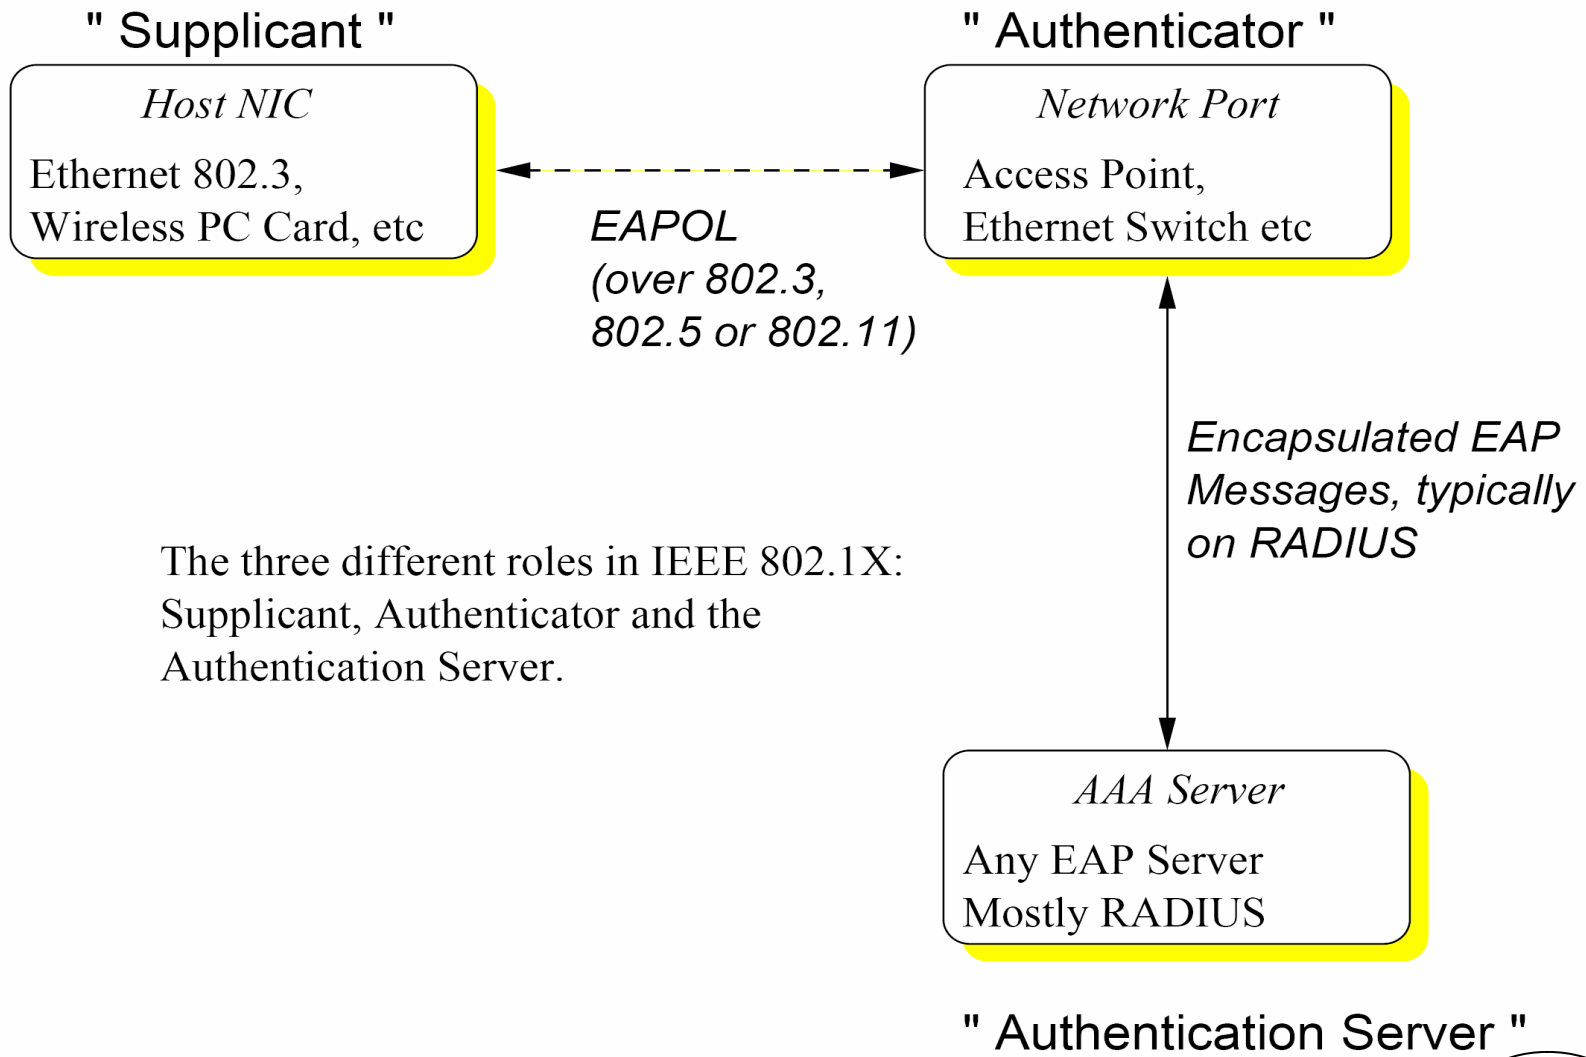 " Supplicant "
Host NIC
Ethernet 802.3,
Wireless PC Card, etc
EAPOL
(over 802.3,
802.5 or 802.11)
" Authenticator "
Network Port
Access Point,
Ethernet Switch etc
Encapsulated EAP
Messages, typically
on RADIUS
The three different roles in IEEE 802.1X:
Supplicant, Authenticator and the
Authentication Server.
AAA Server
Any EAP Server
Mostly RADIUS
" Authentication Server "